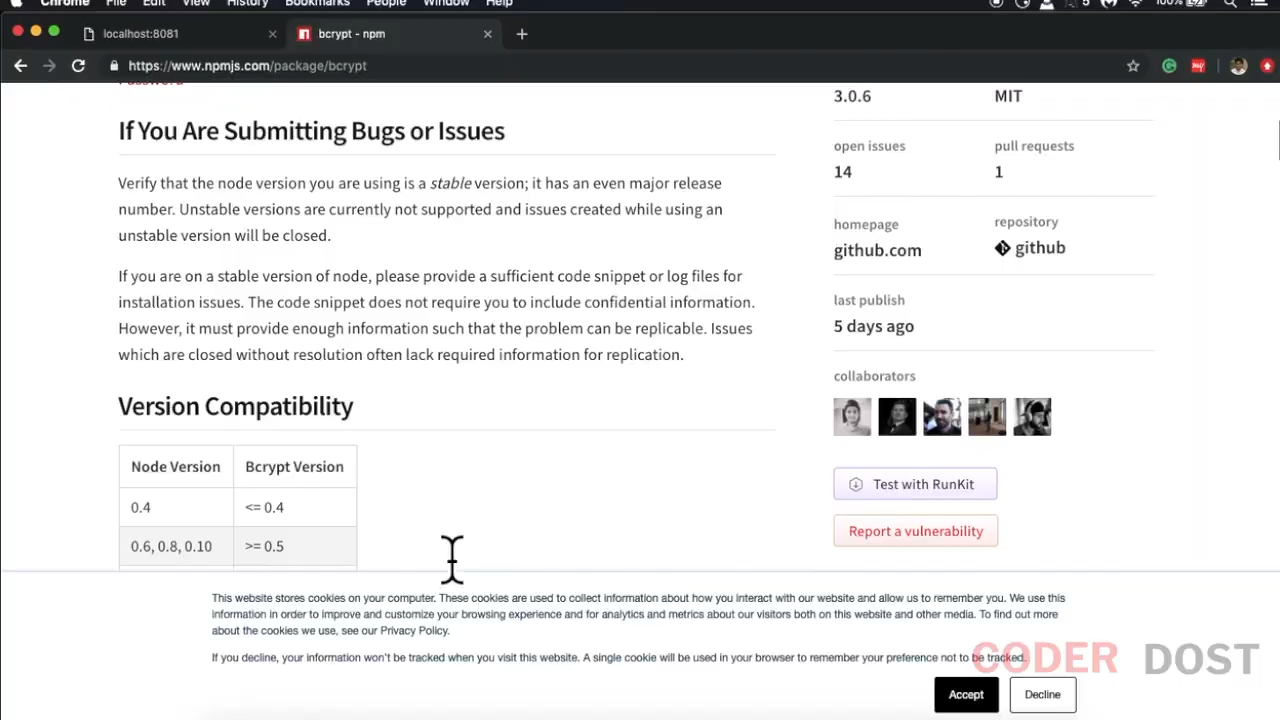 Chrome File Edit View History Bookmarks People Window Help 5 100%
localhost:8081
bcrypt - npm
https://www.npmjs.com/package/bcrypt
Password
If You Are Submitting Bugs or Issues
Verify that the node version you are using is a stable version; it has an even major release
number. Unstable versions are currently not supported and issues created while using an
unstable version will be closed.
If you are on a stable version of node, please provide a sufficient code snippet or log files for
installation issues. The code snippet does not require you to include confidential information.
However, it must provide enough information such that the problem can be replicable. Issues
which are closed without resolution often lack required information for replication.
Version Compatibility
Node Version Bcrypt Version
0.4 <= 0.4
0.6, 0.8, 0.10 >= 0.5
3.0.6 MIT
open issues pull requests
14 1
homepage repository
github.com github
last publish
5 days ago
collaborators
Test with RunKit
Report a vulnerability
This website stores cookies on your computer. These cookies are used to collect information about how you interact with our website and allow us to remember you. We use this
information in order to improve and customize your browsing experience and for analytics and metrics about our visitors both on this website and other media. To find out more
about the cookies we use, see our Privacy Policy.
If you decline, your information won't be tracked when you visit this website. A single cookie will be used in your browser to remember your preference not to be tracked.
Accept Decline
CODER DOST